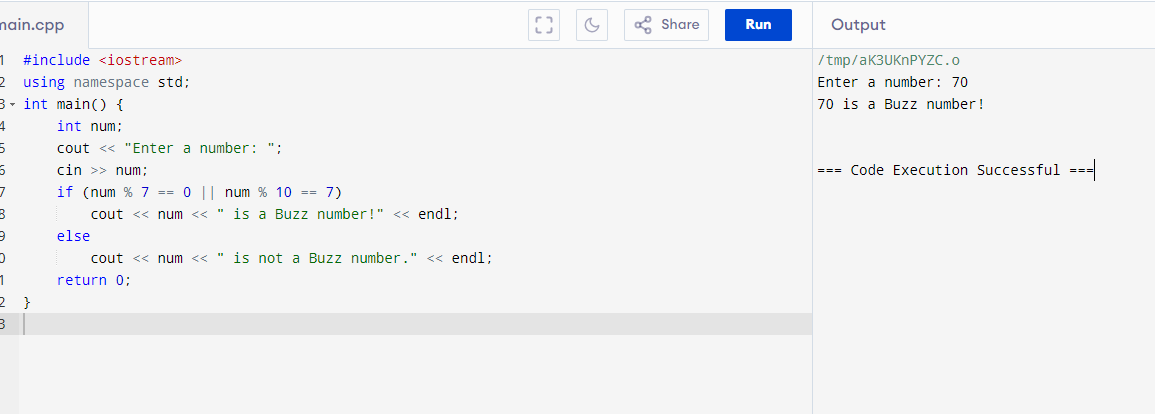 main.cpp Share Run Output
1 #include <iostream>
2 using namespace std;
3 int main() {
4 int num;
5 cout << "Enter a number: ";
6 cin >> num;
7 if (num % 7 == 0 || num % 10 == 7)
8 cout << num << " is a Buzz number!" << endl;
9 else
0 cout << num << " is not a Buzz number." << endl;
1 return 0;
2 }
3
/tmp/aK3UKnPYZC.o
Enter a number: 70
70 is a Buzz number!
=== Code Execution Successful ===